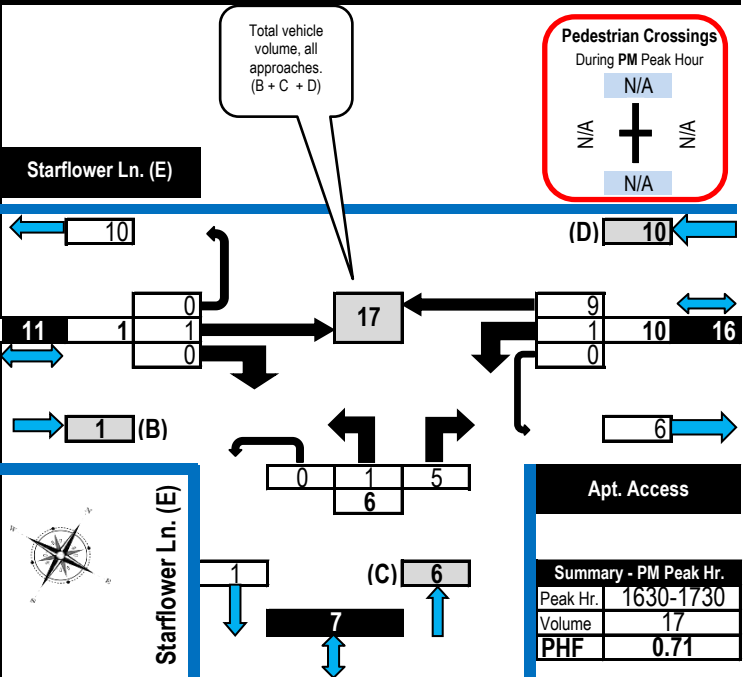 Total vehicle
volume, all
approaches.
(B + C + D)
Pedestrian Crossings
During PM Peak Hour
N/A
N/A
N/A
N/A
Starflower Ln. (E)
10
(D) 10
0
9
17
11 1 1
1 10 16
0
0
1 (B)
6
0 1 5
6
Apt. Access
Starflower Ln. (E)
1
(C) 6
7
Summary - PM Peak Hr.
Peak Hr. 1630-1730
Volume 17
PHF 0.71